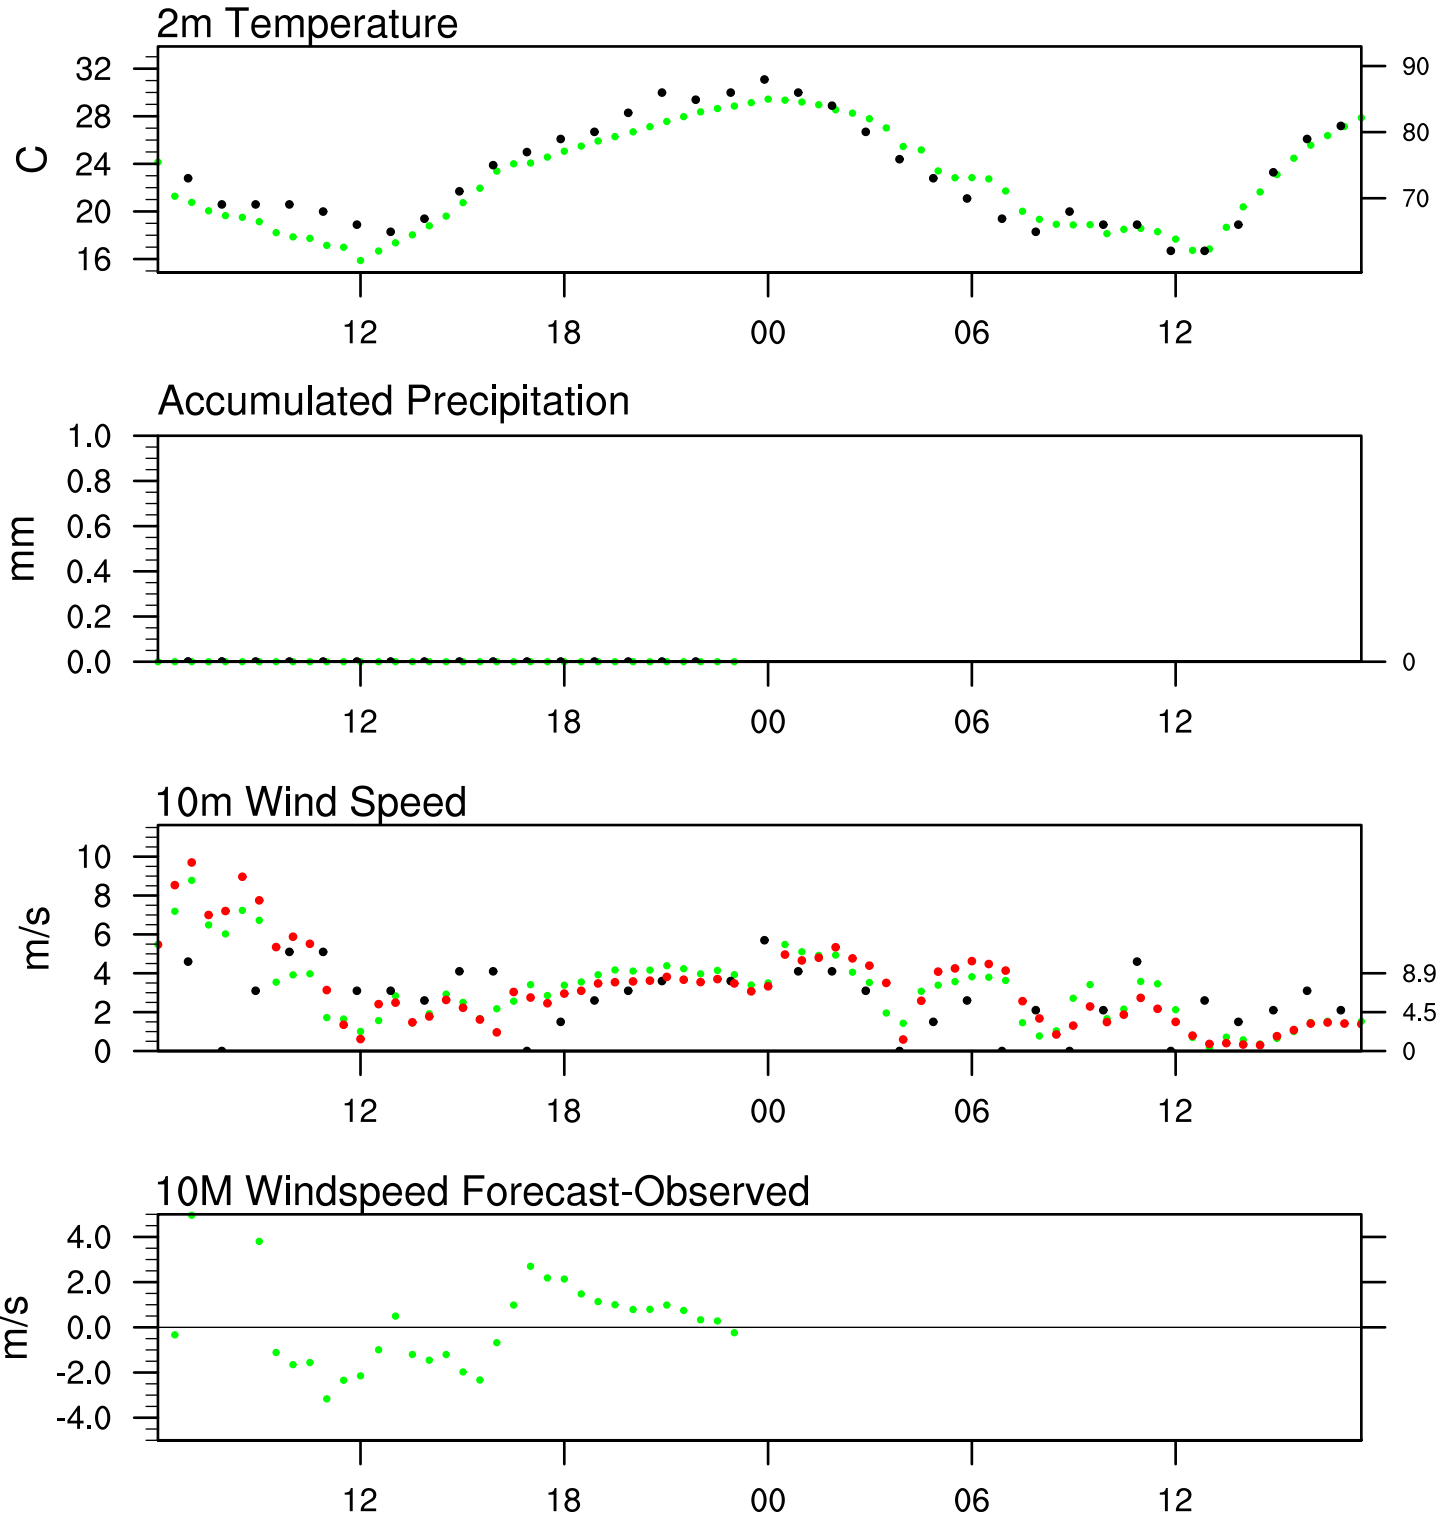 2m Temperature
32
90
28
80
24
C
20
70
16
12 18 00 06 12
Accumulated Precipitation
1.0
0.8
0.6
mm
0.4
0.2
0.0
0
12 18 00 06 12
10m Wind Speed
10
8
6
m/s
4
8.9
2
4.5
0
0
12 18 00 06 12
10M Windspeed Forecast-Observed
4.0
2.0
0.0
m/s
-2.0
-4.0
12 18 00 06 12